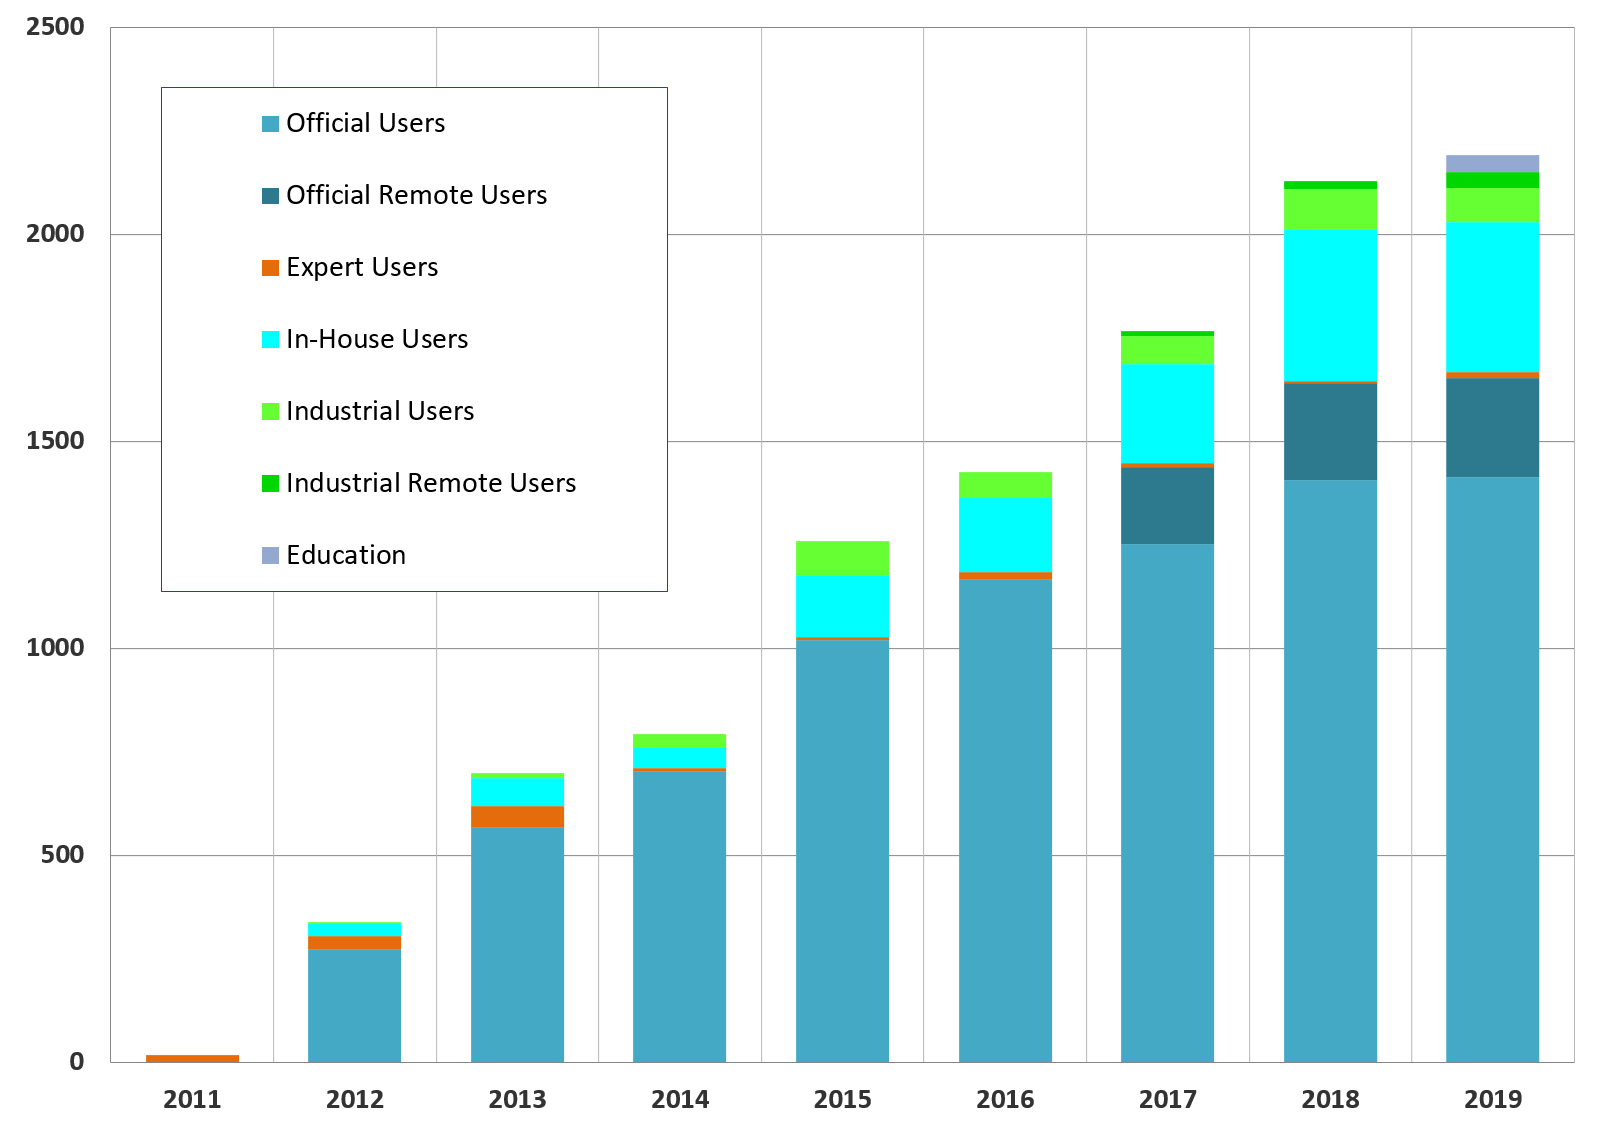 2500
2000
1500
1000
500
0
Official Users
Official Remote Users
Expert Users
In-House Users
Industrial Users
Industrial Remote Users
Education
2011 2012 2013 2014 2015 2016 2017 2018 2019